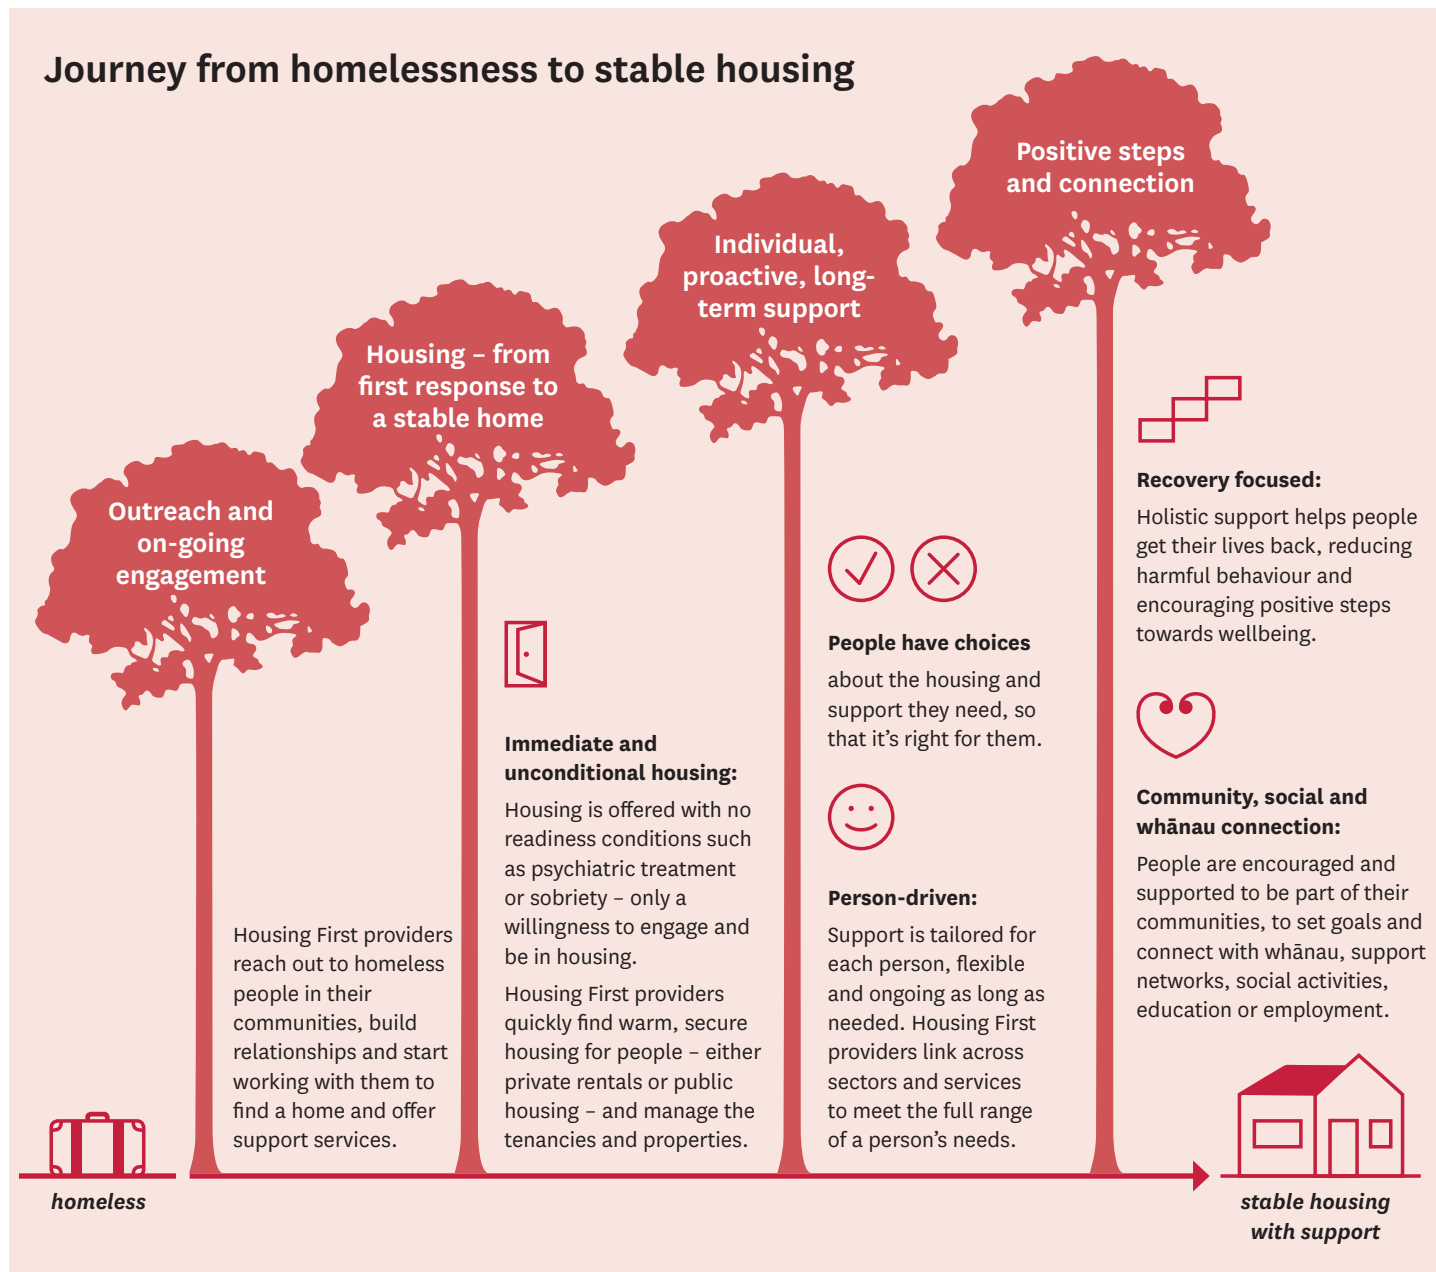 Journey from homelessness to stable housing
Outreach and
on-going
engagement
Housing First providers
reach out to homeless
people in their
communities, build
relationships and start
working with them to
find a home and offer
support services.
Housing – from
first response to
a stable home
Immediate and
unconditional housing:
Housing is offered with no
readiness conditions such
as psychiatric treatment
or sobriety – only a
willingness to engage and
be in housing.
Housing First providers
quickly find warm, secure
housing for people – either
private rentals or public
housing – and manage the
tenancies and properties.
Individual,
proactive, long-
term support
People have choices
about the housing and
support they need, so
that it’s right for them.
Person-driven:
Support is tailored for
each person, flexible
and ongoing as long as
needed. Housing First
providers link across
sectors and services
to meet the full range
of a person’s needs.
Positive steps
and connection
Recovery focused:
Holistic support helps people
get their lives back, reducing
harmful behaviour and
encouraging positive steps
towards wellbeing.
Community, social and
whānau connection:
People are encouraged and
supported to be part of their
communities, to set goals and
connect with whānau, support
networks, social activities,
education or employment.
homeless
stable housing
with support